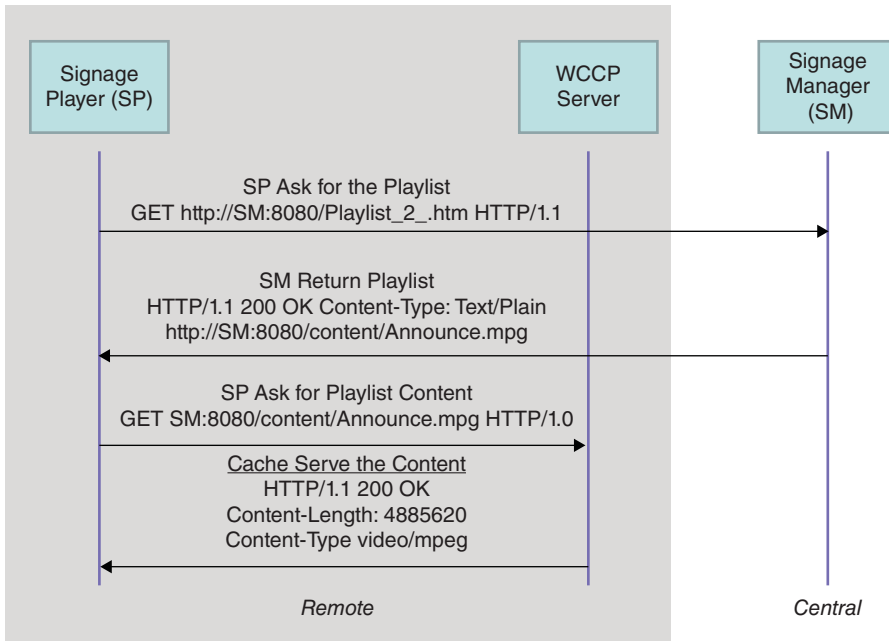 Signage
Player (SP)
WCCP
Server
Signage
Manager
(SM)
SP Ask for the Playlist
GET http://SM:8080/Playlist_2_.htm HTTP/1.1
SM Return Playlist
HTTP/1.1 200 OK Content-Type: Text/Plain
http://SM:8080/content/Announce.mpg
SP Ask for Playlist Content
GET SM:8080/content/Announce.mpg HTTP/1.0
Cache Serve the Content
HTTP/1.1 200 OK
Content-Length: 4885620
Content-Type video/mpeg
Remote
Central